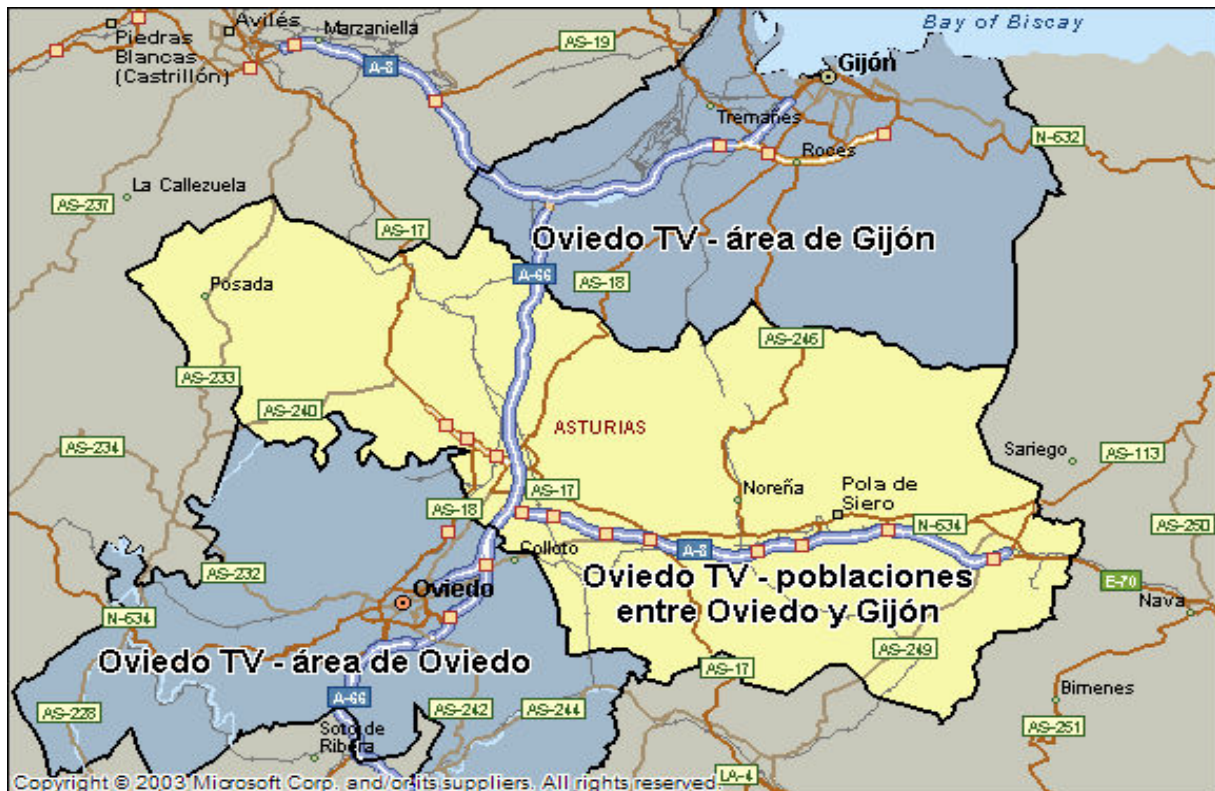 Bay of Biscay
Avilés
Marzaniella
Piedras
Blancas
(Castrillón)
AS-19
A-8
Gijón
Tremañes
N-632
Roces
La Callezuela
AS-237
AS-17
Oviedo TV - área de Gijón
A-66
AS-18
Posada
AS-246
AS-233
AS-240
ASTURIAS
AS-234
Sariego
AS-113
AS-17
Noreña
Pola de
Siero
AS-18
N-634
AS-250
A-8
Colloto
AS-232
Oviedo TV - poblaciones
entre Oviedo y Gijón
E-70
Oviedo
Nava
N-634
AS-249
Oviedo TV - área de Oviedo
AS-17
A-66
Bimenes
AS-228
AS-242
AS-244
AS-251
Soto de
Ribera
LA-4
Copyright © 2003 Microsoft Corp. and/or its suppliers. All rights reserved.